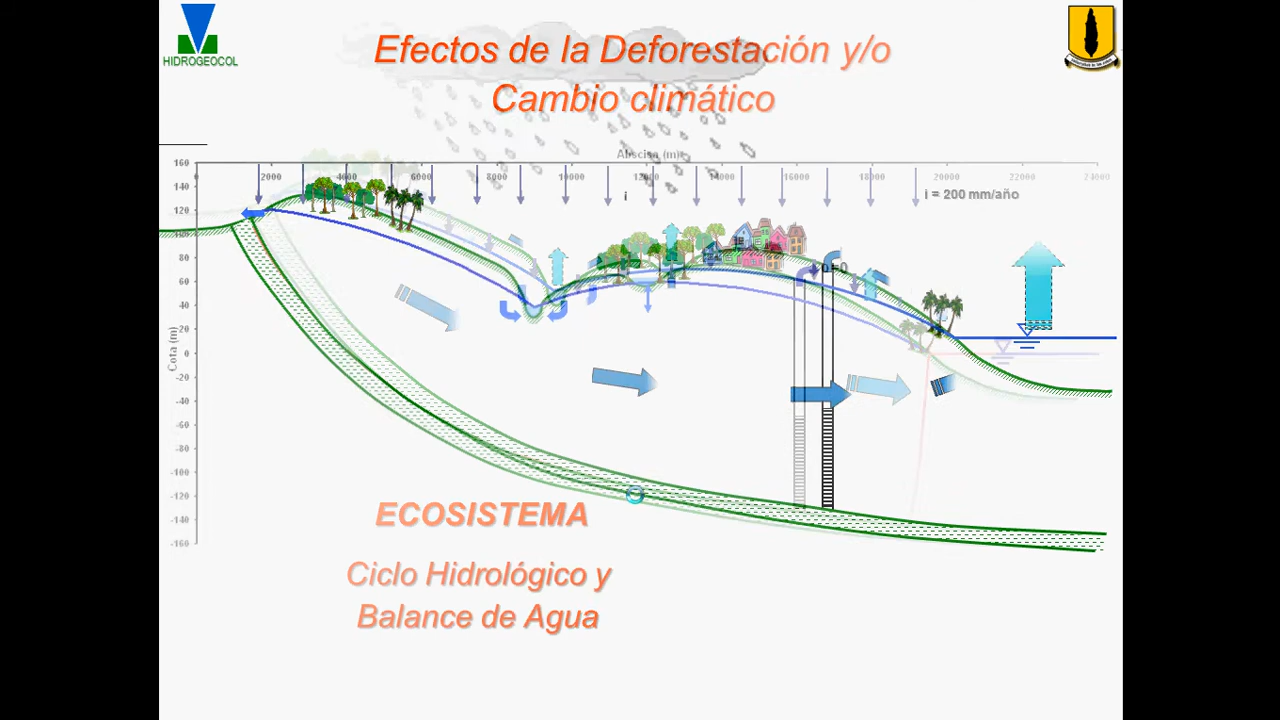 HIDROGEOCOL
Efectos de la Deforestación y/o
Cambio climático
Abscisa (m)
0 2000 4000 6000 8000 10000 12000 14000 16000 18000 20000 22000 24000
i
i = 200 mm/año
160
140
120
100
80
60
40
20
0
-20
-40
-60
-80
-100
-120
-140
-160
Cota (m)
ECOSISTEMA
Ciclo Hidrológico y
Balance de Agua